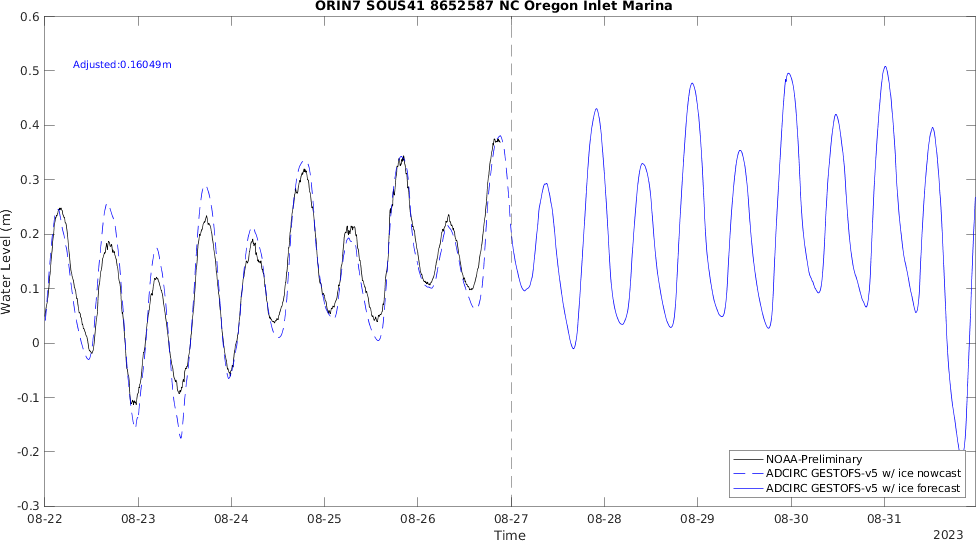 ORIN7 SOUS41 8652587 NC Oregon Inlet Marina
Adjusted:0.16049m
Water Level (m)
0.6
0.5
0.4
0.3
0.2
0.1
0
-0.1
-0.2
-0.3
NOAA-Preliminary
ADCIRC GESTOFS-v5 w/ ice nowcast
ADCIRC GESTOFS-v5 w/ ice forecast
08-22 08-23 08-24 08-25 08-26 08-27 08-28 08-29 08-30 08-31
Time
2023